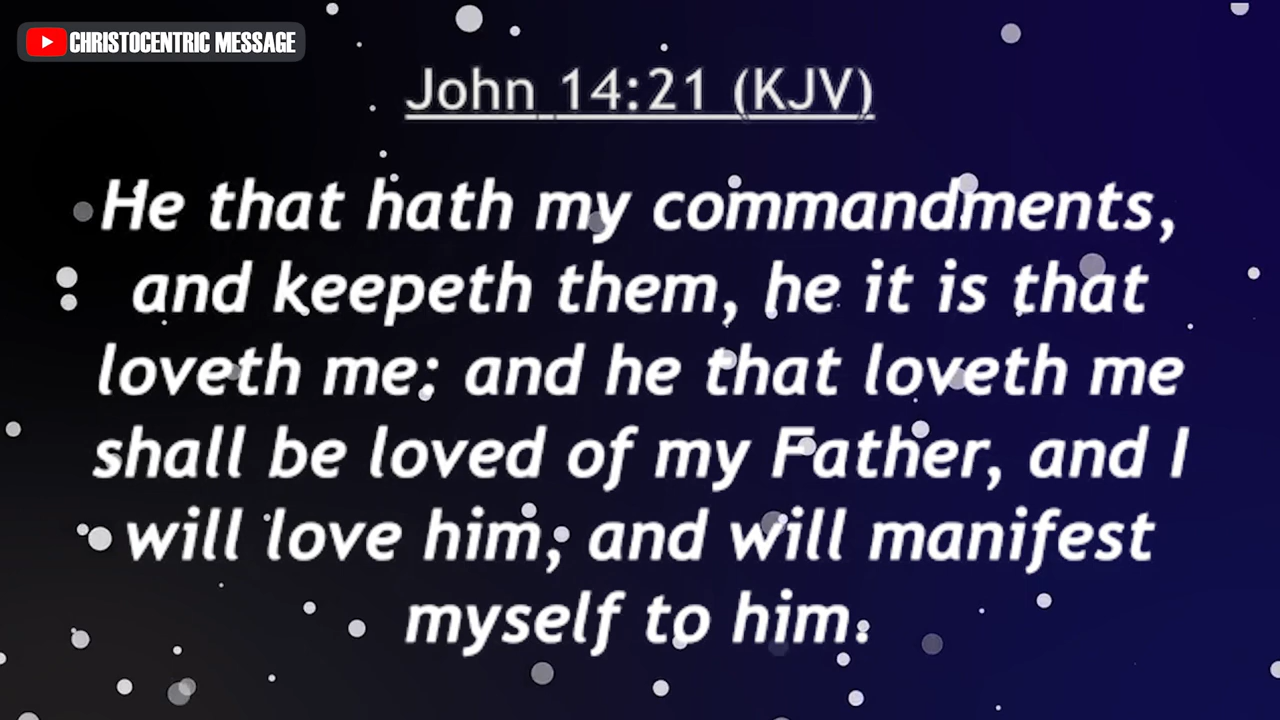 CHRISTOCENTRIC MESSAGE
John 14:21 (KJV)
He that hath my commandments,
and keepeth them, he it is that
loveth me: and he that loveth me
shall be loved of my Father, and I
will love him, and will manifest
myself to him.